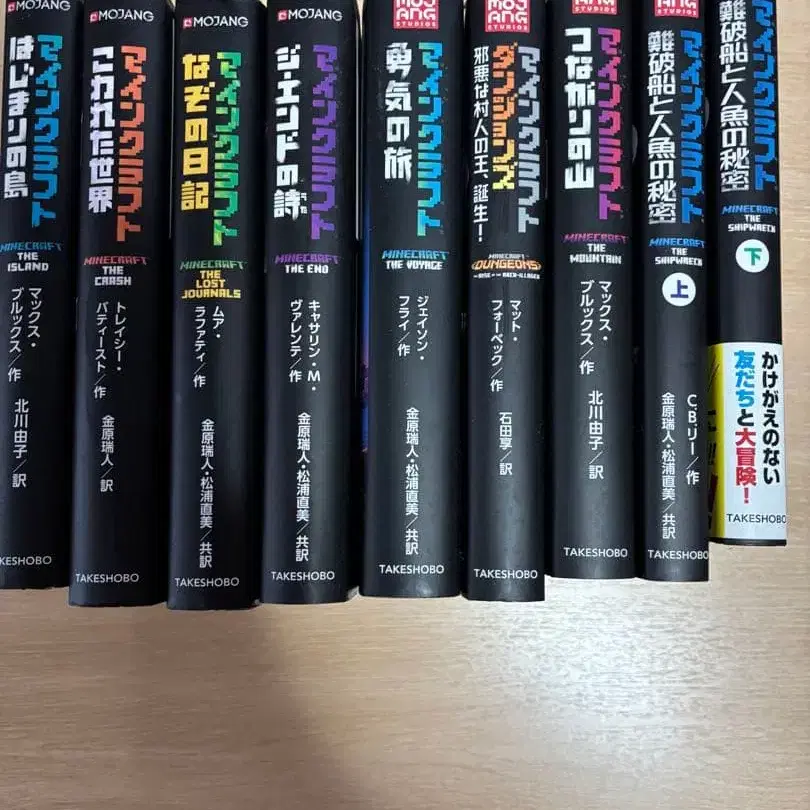 MOJANG
マインクラフト
はじまりの島
MINECRAFT
THE ISLAND
マックス・
ブルックス/作
北川由子/訳
TAKESHOBO
MOJANG
マインクラフト
こわれた世界
MINECRAFT
THE CRASH
トレイシー・
バティースト/作
金原瑞人/訳
TAKESHOBO
MOJANG
マインクラフト
なぞの日記
MINECRAFT
THE LOST
JOURNALS
ムア・
ラファティ/作
金原瑞人・松浦直美/共訳
TAKESHOBO
MOJANG
マインクラフト
ジ・エンドの詩
MINECRAFT
THE END
キャサリン・M・
ヴァレンテ/作
金原瑞人・松浦直美/共訳
TAKESHOBO
MOJANG
STUDIOS
マインクラフト
勇気の旅
MINECRAFT
THE VOYAGE
ジェイソン・
フライ/作
金原瑞人・松浦直美/共訳
TAKESHOBO
MOJANG
STUDIOS
マインクラフト
ダンジョンズ
邪悪な村人の王、誕生!
MINECRAFT
DUNGEONS
マット・
フォーベック/作
石田享/訳
TAKESHOBO
ANG
STUDIOS
マインクラフト
つながりの山
MINECRAFT
THE MOUNTAIN
マックス・
ブルックス/作
北川由子/訳
TAKESHOBO
ANG
STUDIOS
マインクラフト
難破船と人魚の秘密
MINECRAFT
THE SHIPWRECK
上
C.B.リー/作
金原瑞人・松浦直美/共訳
TAKESHOBO
マインクラフト
難破船と人魚の秘密
MINECRAFT
THE SHIPWRECK
下
かけがえのない
友だちと大冒険!
TAKESHOBO